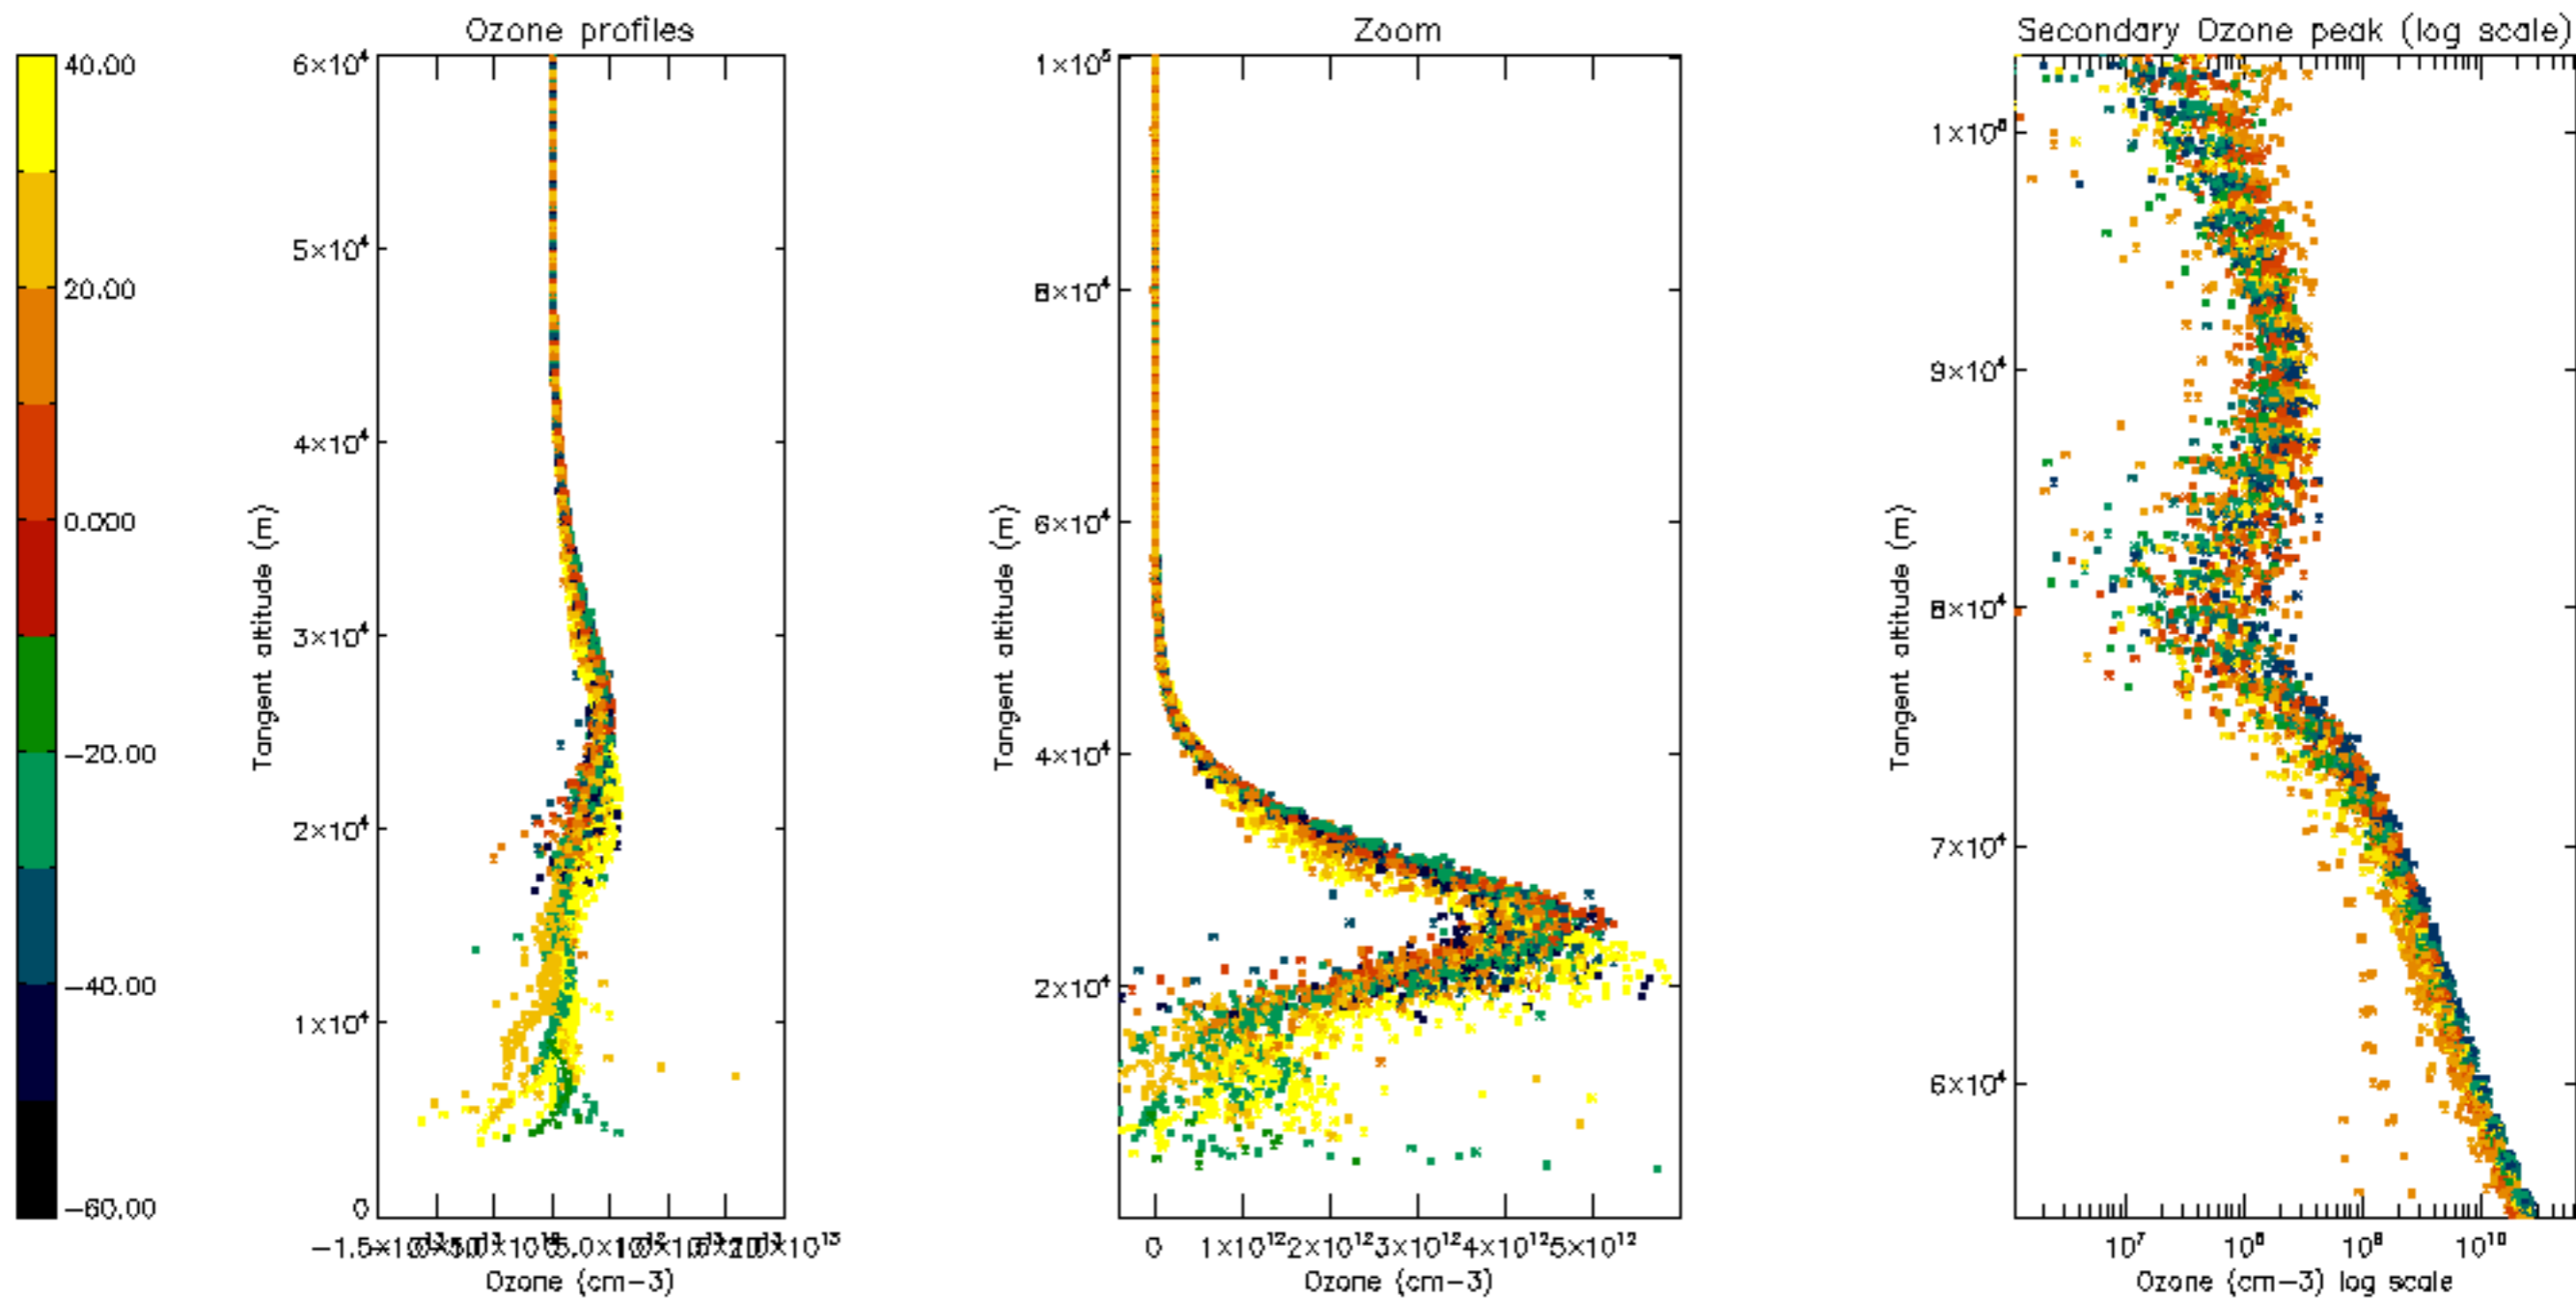 Ozone profiles
Zoom
Secondary Ozone peak (log scale)
40.00
20.00
0.000
−20.00
−40.00
−60.00
6×10⁴
5×10⁴
4×10⁴
3×10⁴
2×10⁴
1×10⁴
0
Tangent altitude (m)
Ozone (cm−3)
1×10⁵
8×10⁴
6×10⁴
4×10⁴
2×10⁴
Tangent altitude (m)
0 1×10¹² 2×10¹² 3×10¹² 4×10¹² 5×10¹²
Ozone (cm−3)
9×10⁴
8×10⁴
7×10⁴
6×10⁴
Tangent altitude (m)
10⁷ 10⁸ 10⁹ 10¹⁰
Ozone (cm−3) log scale